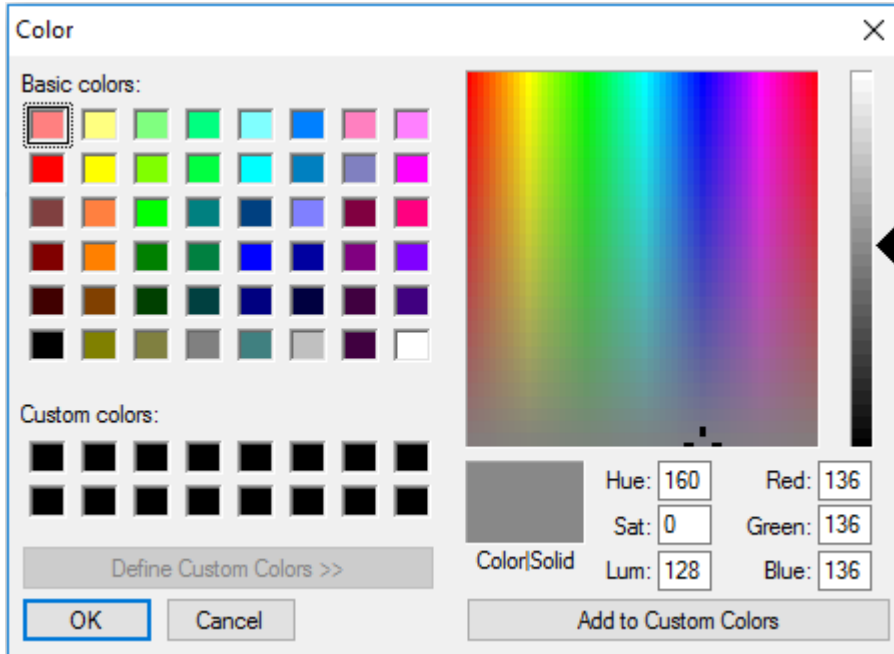 Color
Basic colors:
Custom colors:
Define Custom Colors >>
OK Cancel
Color|Solid
Hue: 160 Red: 136
Sat: 0 Green: 136
Lum: 128 Blue: 136
Add to Custom Colors